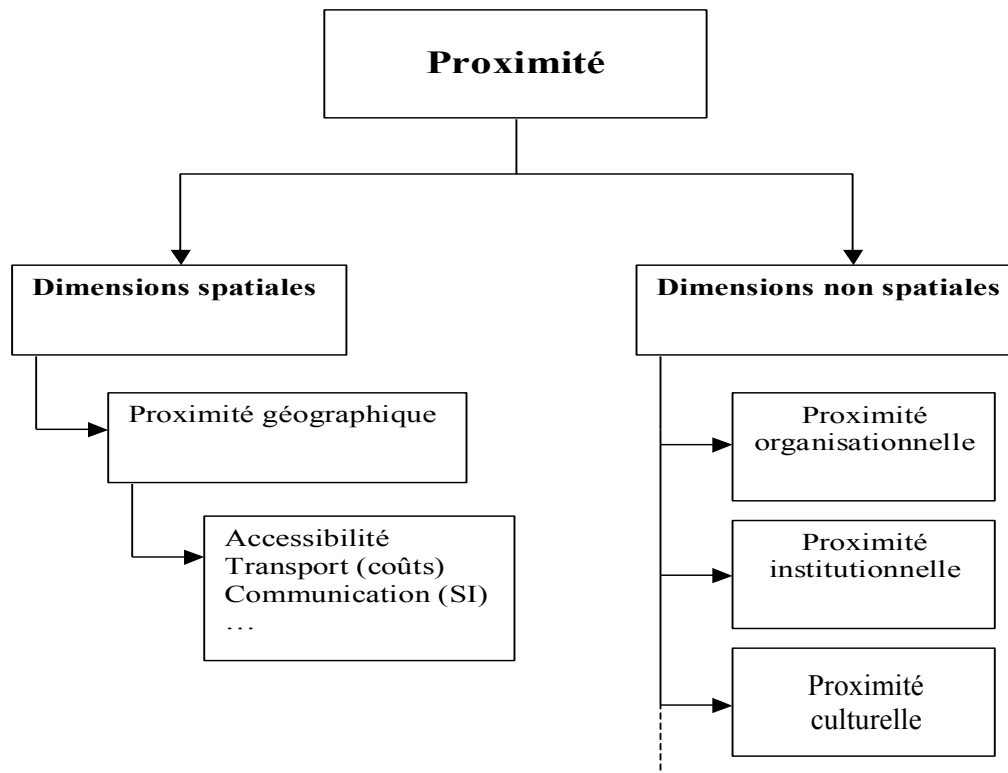 Proximité
Dimensions spatiales
Proximité géographique
Accessibilité
Transport (coûts)
Communication (SI)
…
Dimensions non spatiales
Proximité
organisationnelle
Proximité
institutionnelle
Proximité
culturelle